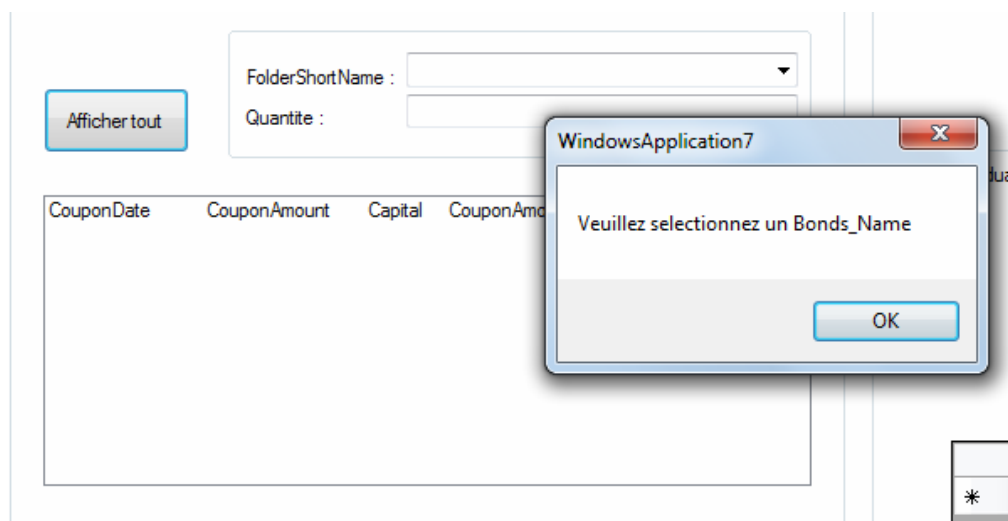 FolderShortName :
Afficher tout
Quantite :
WindowsApplication7
Veuillez selectionnez un Bonds_Name
OK
CouponDate CouponAmount Capital